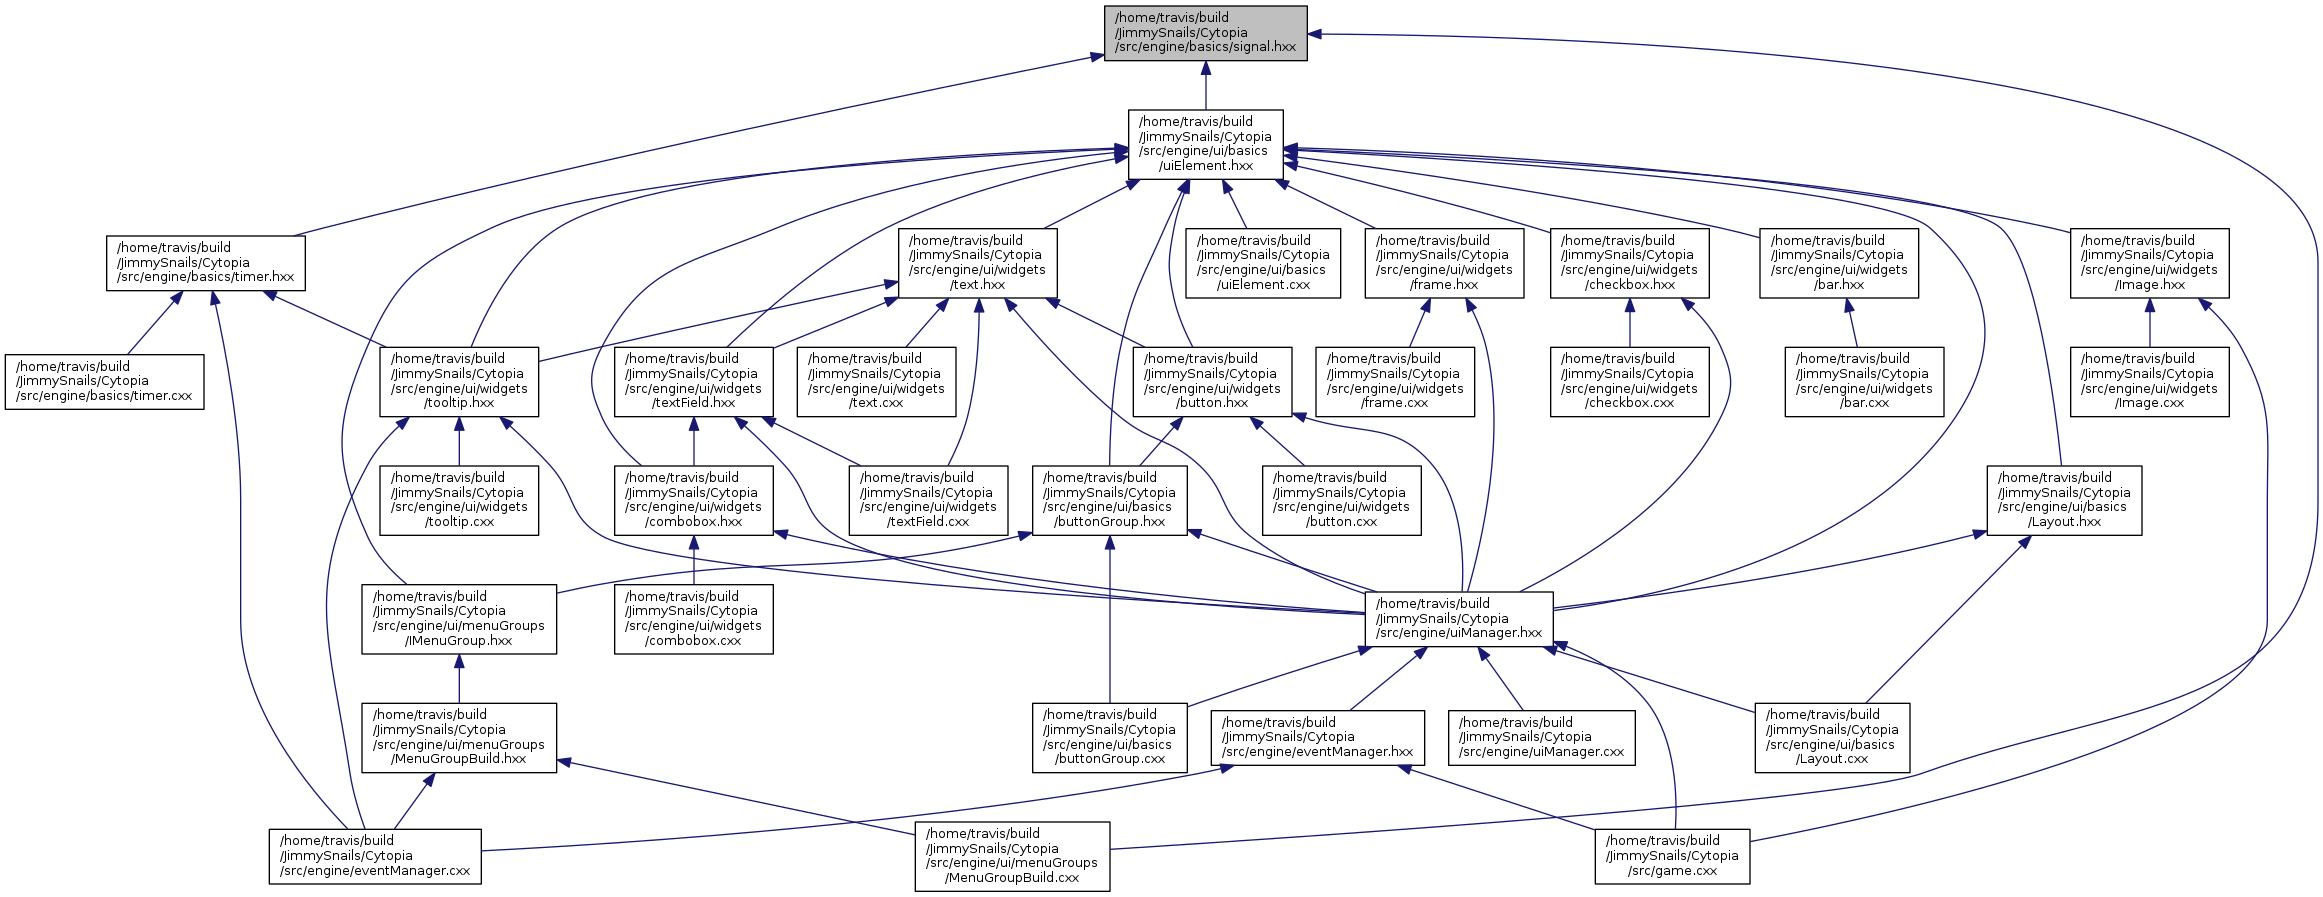 /home/travis/build
/JimmySnails/Cytopia
/src/engine/basics/signal.hxx
/home/travis/build
/JimmySnails/Cytopia
/src/engine/ui/basics
/uiElement.hxx
/home/travis/build
/JimmySnails/Cytopia
/src/engine/basics/timer.hxx
/home/travis/build
/JimmySnails/Cytopia
/src/engine/ui/widgets
/text.hxx
/home/travis/build
/JimmySnails/Cytopia
/src/engine/ui/basics
/uiElement.cxx
/home/travis/build
/JimmySnails/Cytopia
/src/engine/ui/widgets
/frame.hxx
/home/travis/build
/JimmySnails/Cytopia
/src/engine/ui/widgets
/checkbox.hxx
/home/travis/build
/JimmySnails/Cytopia
/src/engine/ui/widgets
/bar.hxx
/home/travis/build
/JimmySnails/Cytopia
/src/engine/ui/widgets
/Image.hxx
/home/travis/build
/JimmySnails/Cytopia
/src/engine/basics/timer.cxx
/home/travis/build
/JimmySnails/Cytopia
/src/engine/ui/widgets
/tooltip.hxx
/home/travis/build
/JimmySnails/Cytopia
/src/engine/ui/widgets
/textField.hxx
/home/travis/build
/JimmySnails/Cytopia
/src/engine/ui/widgets
/text.cxx
/home/travis/build
/JimmySnails/Cytopia
/src/engine/ui/widgets
/button.hxx
/home/travis/build
/JimmySnails/Cytopia
/src/engine/ui/widgets
/frame.cxx
/home/travis/build
/JimmySnails/Cytopia
/src/engine/ui/widgets
/checkbox.cxx
/home/travis/build
/JimmySnails/Cytopia
/src/engine/ui/widgets
/bar.cxx
/home/travis/build
/JimmySnails/Cytopia
/src/engine/ui/widgets
/Image.cxx
/home/travis/build
/JimmySnails/Cytopia
/src/engine/ui/widgets
/tooltip.cxx
/home/travis/build
/JimmySnails/Cytopia
/src/engine/ui/widgets
/combobox.hxx
/home/travis/build
/JimmySnails/Cytopia
/src/engine/ui/widgets
/textField.cxx
/home/travis/build
/JimmySnails/Cytopia
/src/engine/ui/basics
/buttonGroup.hxx
/home/travis/build
/JimmySnails/Cytopia
/src/engine/ui/widgets
/button.cxx
/home/travis/build
/JimmySnails/Cytopia
/src/engine/ui/basics
/Layout.hxx
/home/travis/build
/JimmySnails/Cytopia
/src/engine/ui/menuGroups
/IMenuGroup.hxx
/home/travis/build
/JimmySnails/Cytopia
/src/engine/ui/widgets
/combobox.cxx
/home/travis/build
/JimmySnails/Cytopia
/src/engine/uiManager.hxx
/home/travis/build
/JimmySnails/Cytopia
/src/engine/ui/menuGroups
/MenuGroupBuild.hxx
/home/travis/build
/JimmySnails/Cytopia
/src/engine/ui/basics
/buttonGroup.cxx
/home/travis/build
/JimmySnails/Cytopia
/src/engine/eventManager.hxx
/home/travis/build
/JimmySnails/Cytopia
/src/engine/uiManager.cxx
/home/travis/build
/JimmySnails/Cytopia
/src/engine/ui/basics
/Layout.cxx
/home/travis/build
/JimmySnails/Cytopia
/src/engine/eventManager.cxx
/home/travis/build
/JimmySnails/Cytopia
/src/engine/ui/menuGroups
/MenuGroupBuild.cxx
/home/travis/build
/JimmySnails/Cytopia
/src/game.cxx